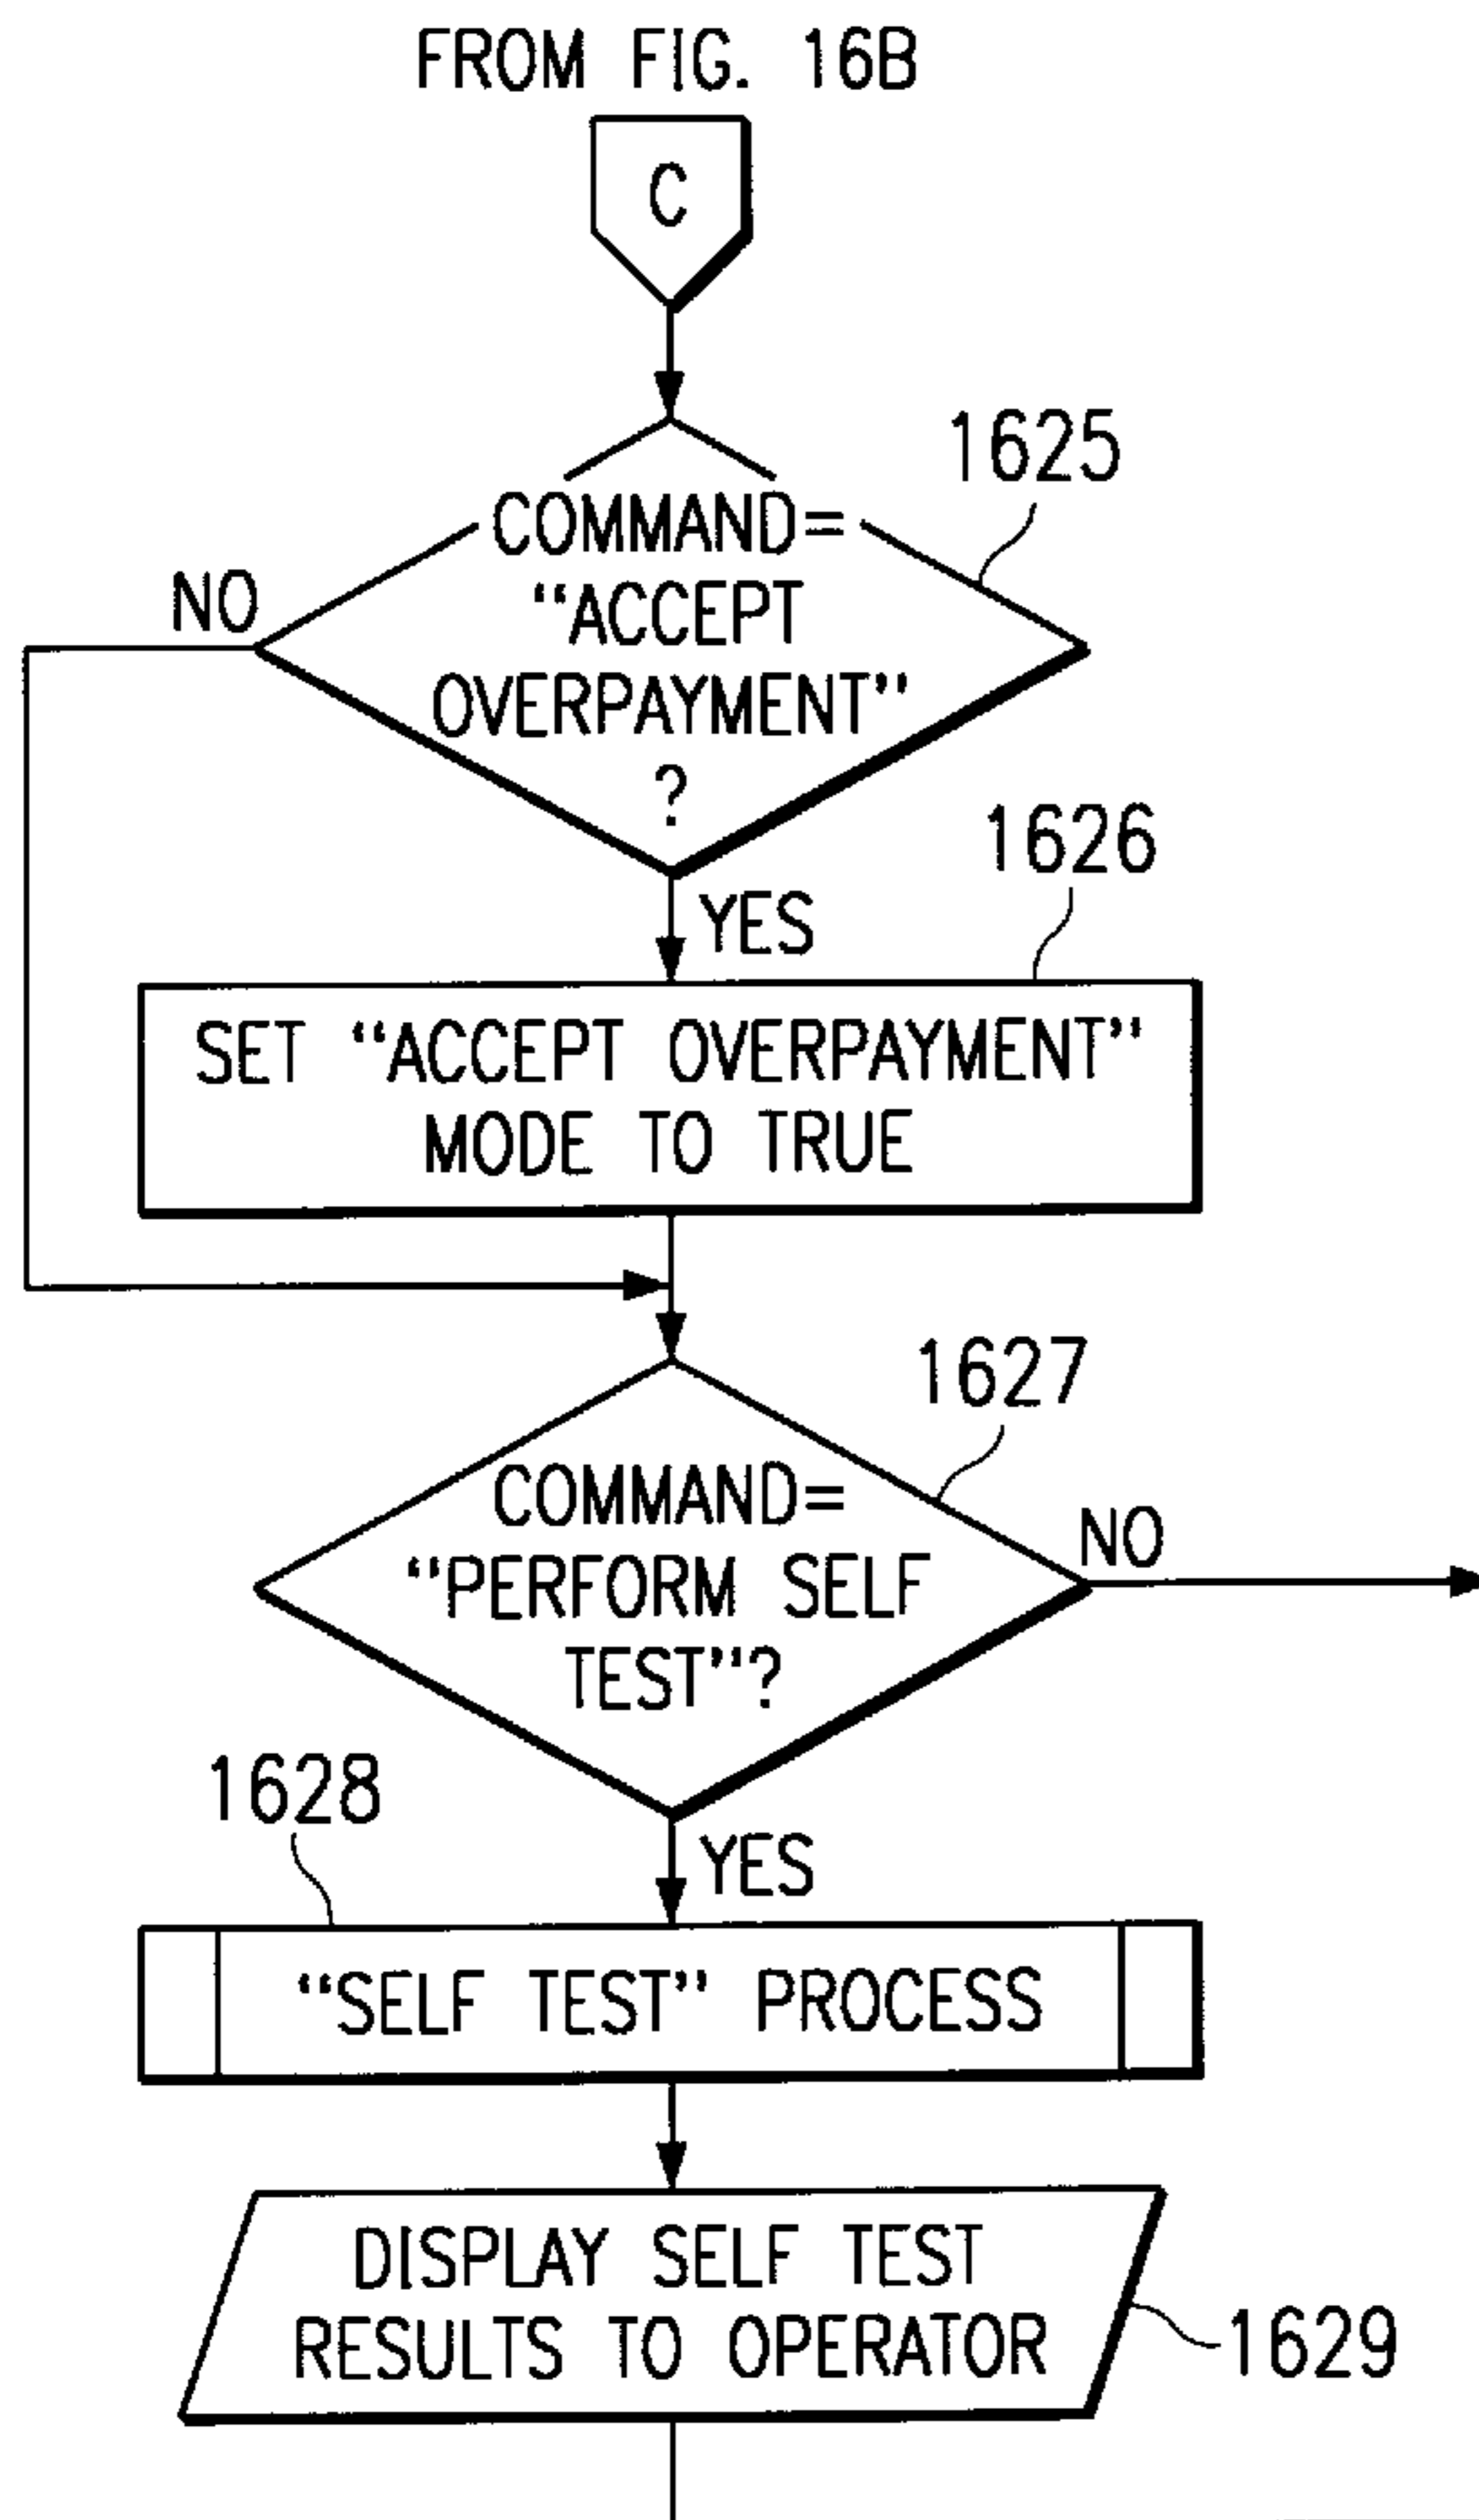 FROM FIG. 16B
C
1625
COMMAND=
“ACCEPT
OVERPAYMENT”
?
NO
YES
1626
SET “ACCEPT OVERPAYMENT”
MODE TO TRUE
1627
COMMAND=
“PERFORM SELF
TEST”?
NO
YES
1628
“SELF TEST” PROCESS
DISPLAY SELF TEST
RESULTS TO OPERATOR
1629